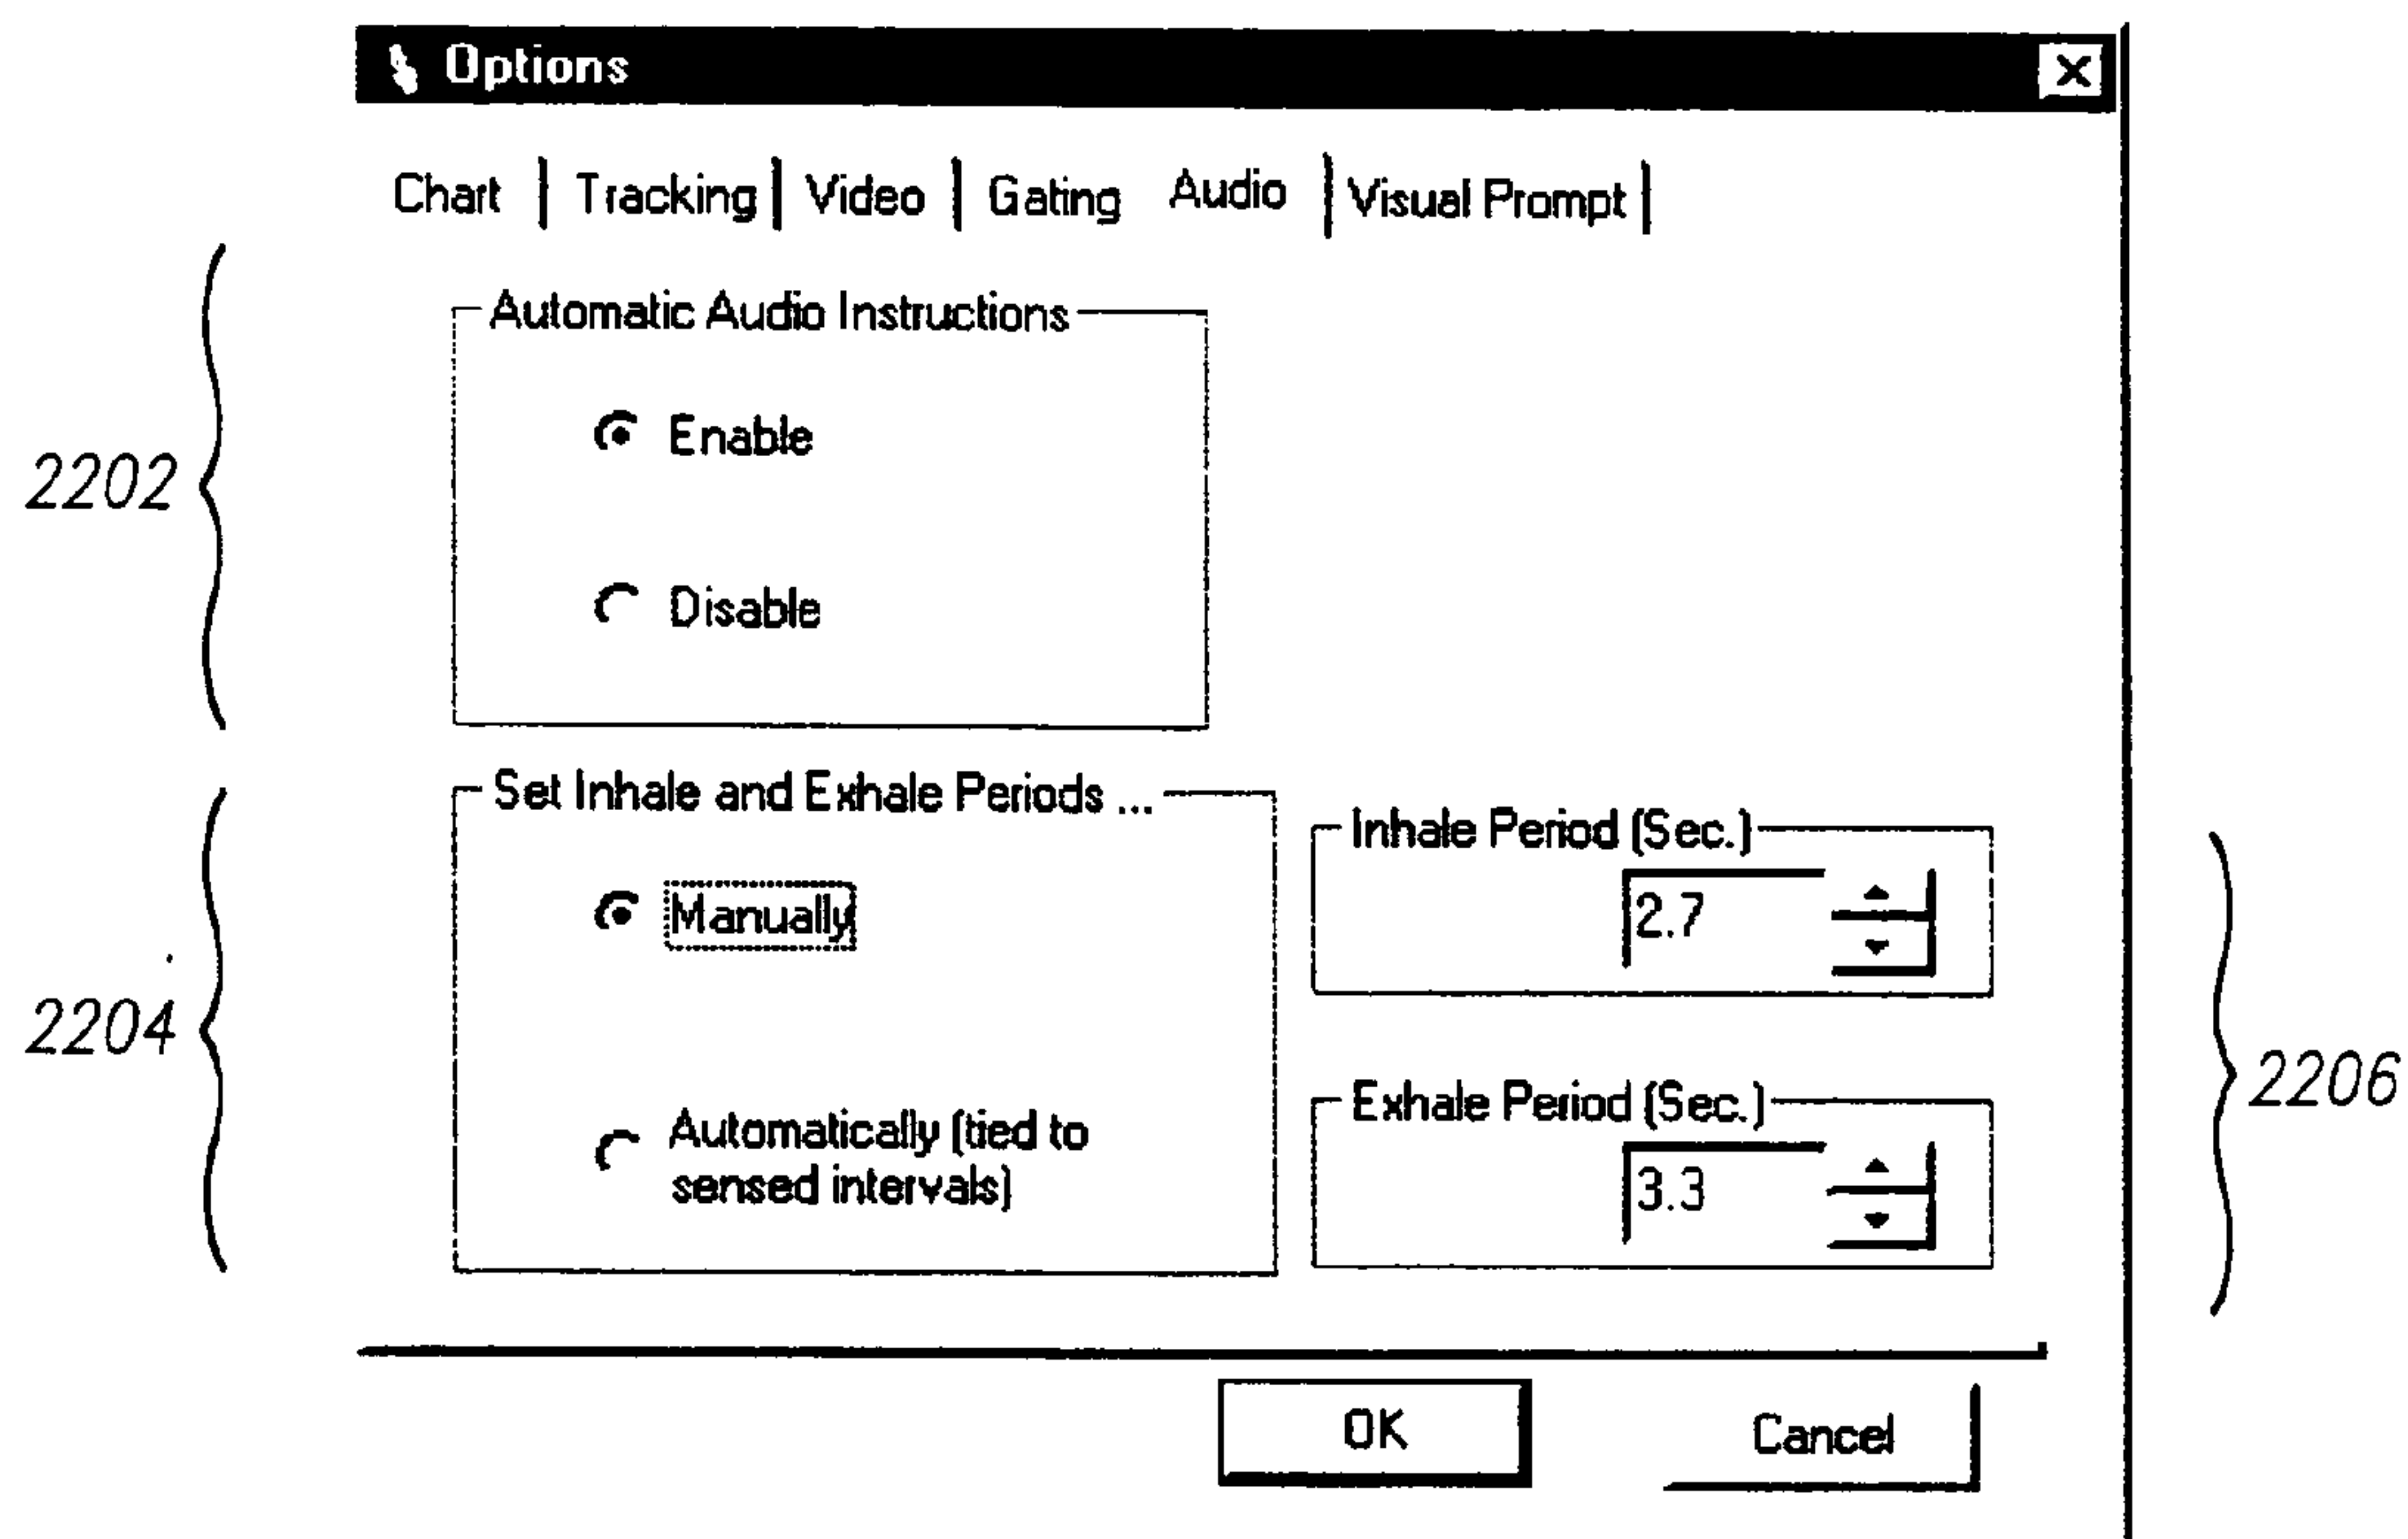 Options
Chart Tracking Video Gating Audio Visual Prompt
Automatic Audio Instructions
Enable
2202
Disable
Set Inhale and Exhale Periods ...
Inhale Period (Sec.)
Manually
2.7
2204
Exhale Period (Sec.)
2206
Automatically (tied to
sensed intervals)
3.3
OK
Cancel